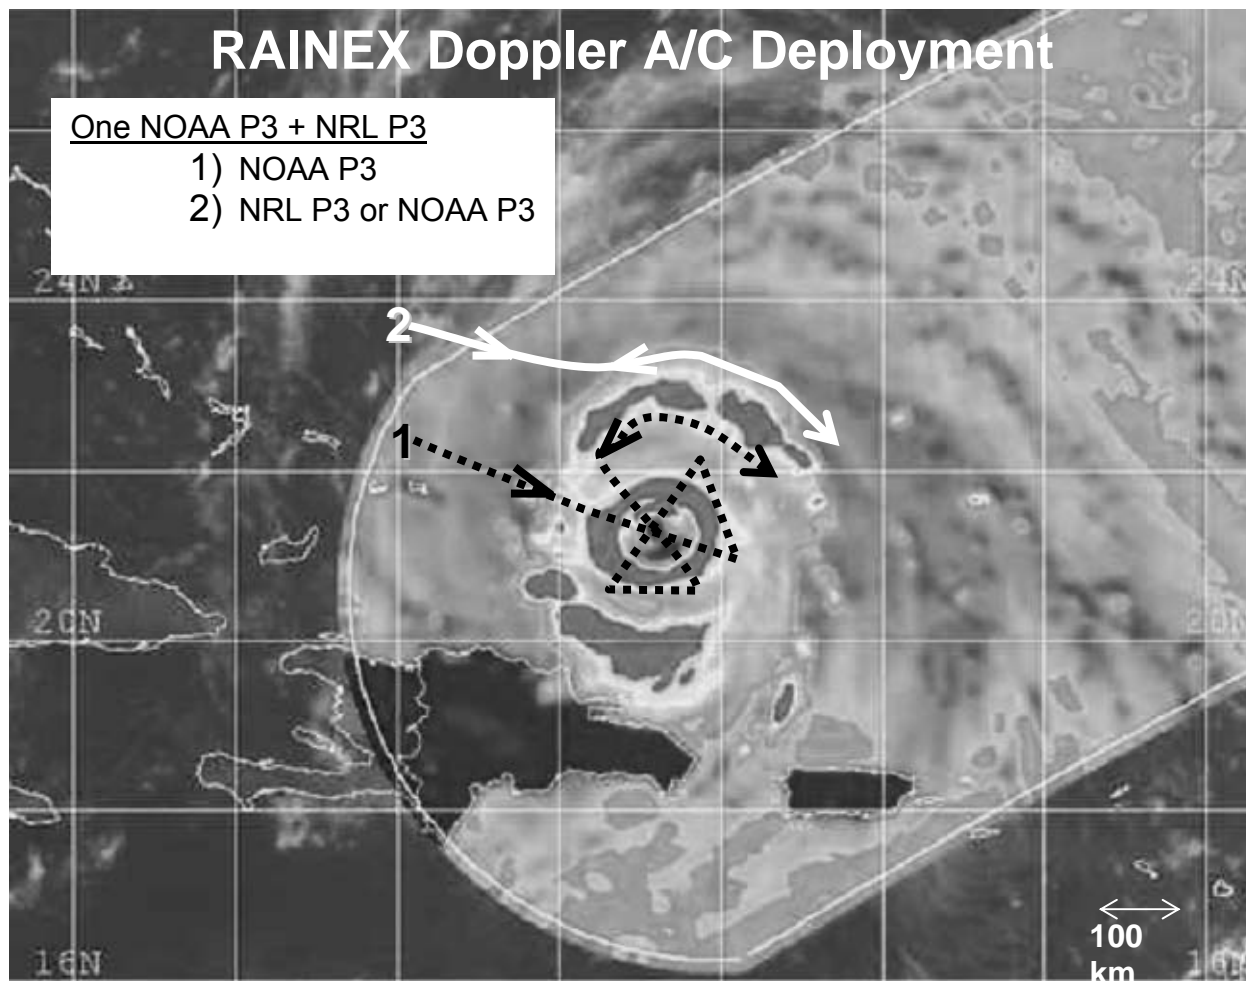 RAINEX Doppler A/C Deployment
One NOAA P3 + NRL P3
1) NOAA P3
2) NRL P3 or NOAA P3
24N
24N
2
1
20N
20N
100
km
16N
16N